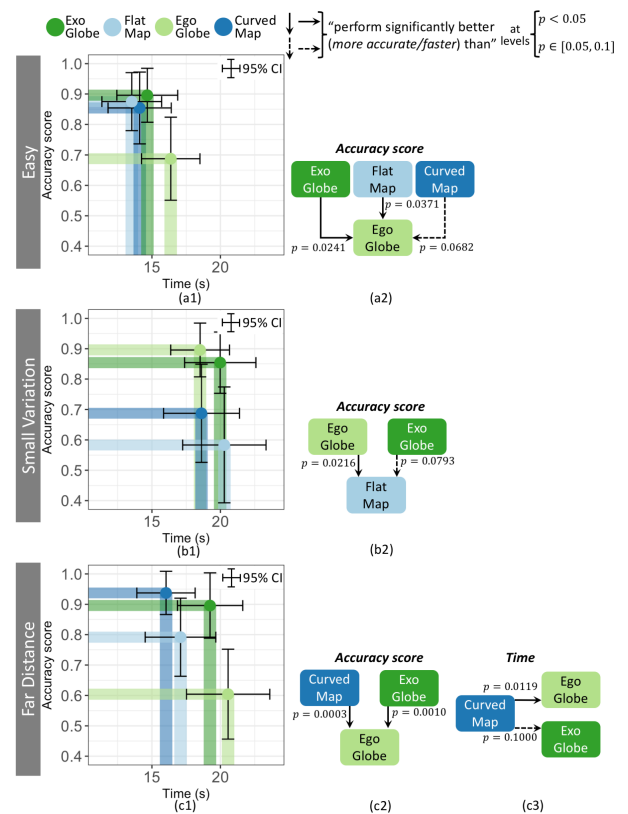 Exo Globe
Flat Map
Ego Globe
Curved Map
"perform significantly better
(more accurate/faster) than"
at levels
p < 0.05
p ∈ [0.05, 0.1]
Easy
Accuracy score
1.0
0.9
0.8
0.7
0.6
0.5
0.4
95% CI
15
20
Time (s)
(a1)
Accuracy score
Exo Globe
Flat Map
Curved Map
p = 0.0371
Ego Globe
p = 0.0241
p = 0.0682
(a2)
Small Variation
Accuracy score
1.0
0.9
0.8
0.7
0.6
0.5
0.4
95% CI
15
20
Time (s)
(b1)
Accuracy score
Ego Globe
Exo Globe
p = 0.0216
p = 0.0793
Flat Map
(b2)
Far Distance
Accuracy score
1.0
0.9
0.8
0.7
0.6
0.5
0.4
95% CI
15
20
Time (s)
(c1)
Accuracy score
Curved Map
Exo Globe
p = 0.0003
p = 0.0010
Ego Globe
(c2)
Time
p = 0.0119
Ego Globe
Curved Map
p = 0.1000
Exo Globe
(c3)